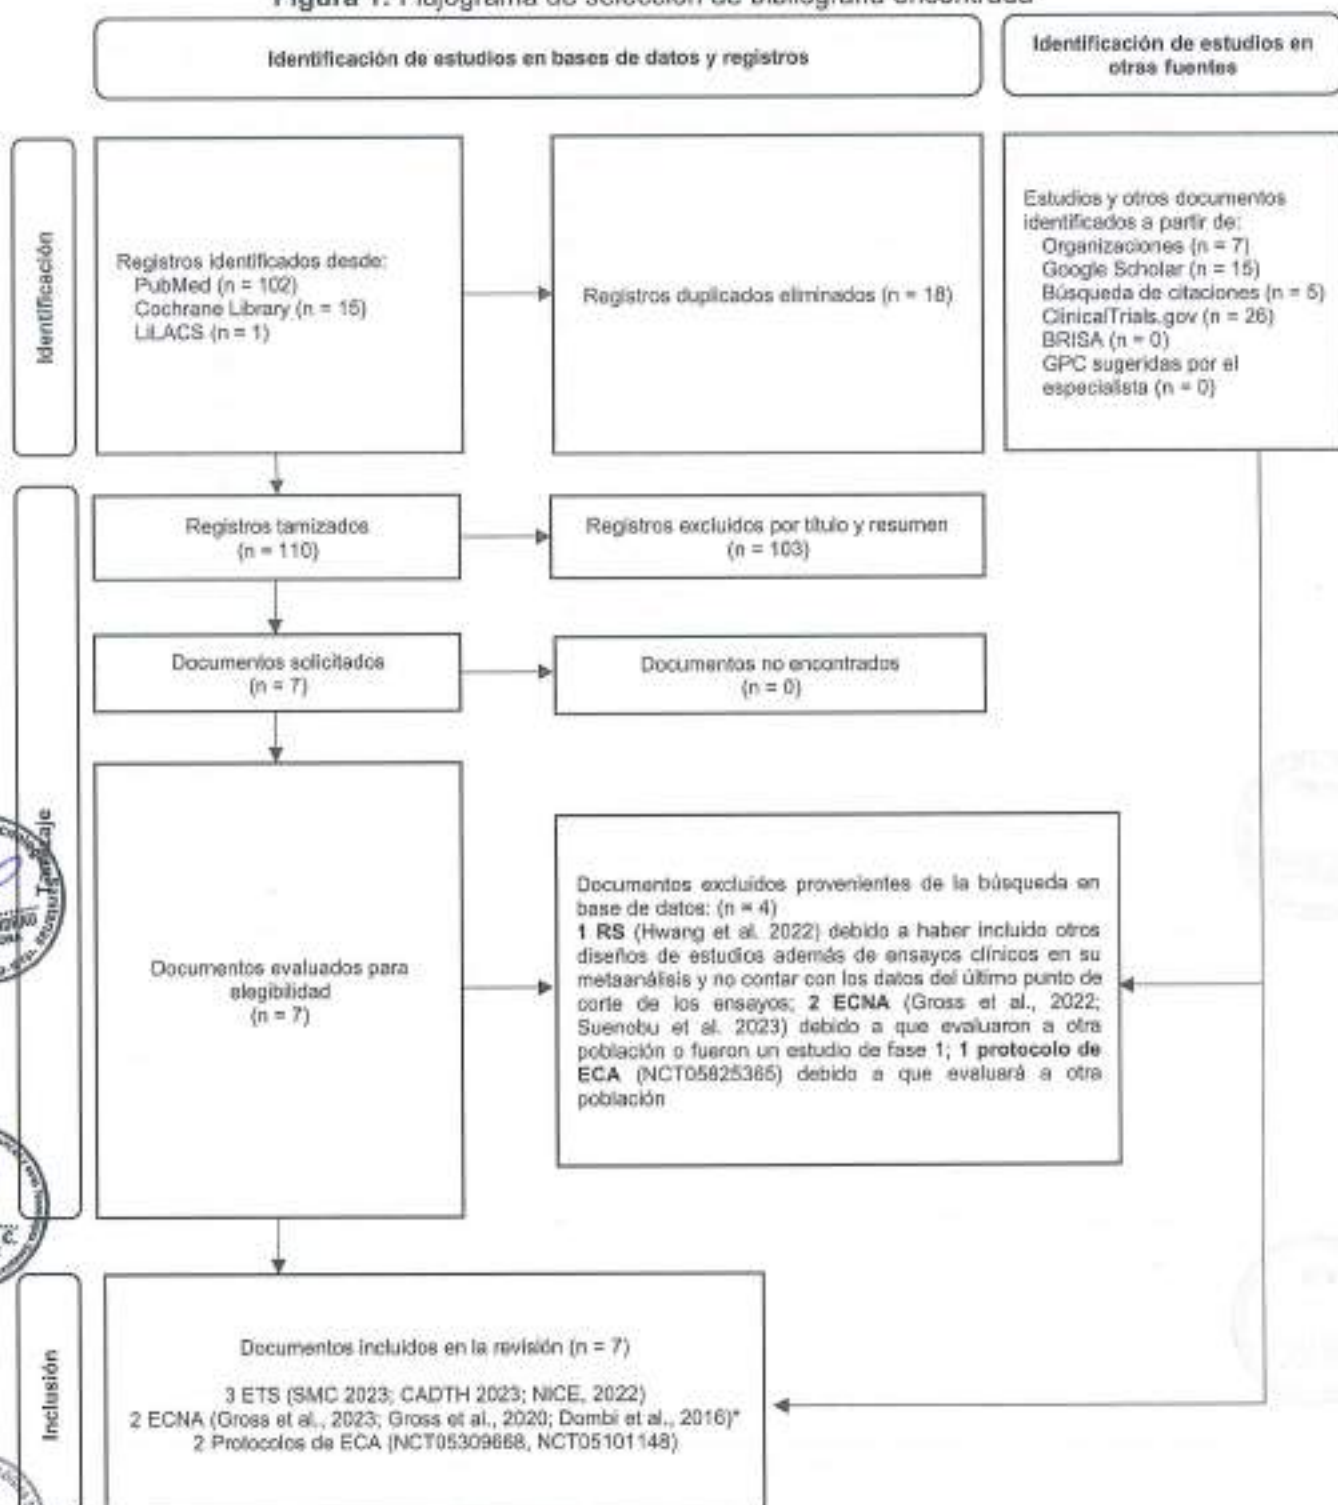 Figura 1. Flujograma de selección de bibliografía encontrada
Identificación de estudios en bases de datos y registros
Identificación de estudios en
otras fuentes
Identificación
Registros identificados desde:
PubMed (n = 102)
Cochrane Library (n = 15)
LiLACS (n = 1)
Registros duplicados eliminados (n = 18)
Estudios y otros documentos
identificados a partir de:
Organizaciones (n = 7)
Google Scholar (n = 15)
Búsqueda de citaciones (n = 5)
ClinicalTrials.gov (n = 26)
BRISA (n = 0)
GPC sugeridas por el
especialista (n = 0)
Tamizaje
Registros tamizados
(n = 110)
Registros excluidos por título y resumen
(n = 103)
Documentos solicitados
(n = 7)
Documentos no encontrados
(n = 0)
Documentos evaluados para
elegibilidad
(n = 7)
Documentos excluidos provenientes de la búsqueda en
base de datos: (n = 4)
1 RS (Hwang et al. 2022) debido a haber incluido otros
diseños de estudios además de ensayos clínicos en su
metaanálisis y no contar con los datos del último punto de
corte de los ensayos; 2 ECNA (Gross et al., 2022;
Suenobu et al. 2023) debido a que evaluaron a otra
población o fueron un estudio de fase 1; 1 protocolo de
ECA (NCT05825365) debido a que evaluará a otra
población
Inclusión
Documentos incluidos en la revisión (n = 7)
3 ETS (SMC 2023; CADTH 2023; NICE, 2022)
2 ECNA (Gross et al., 2023; Gross et al., 2020; Dombi et al., 2016)*
2 Protocolos de ECA (NCT05309668, NCT05101148)